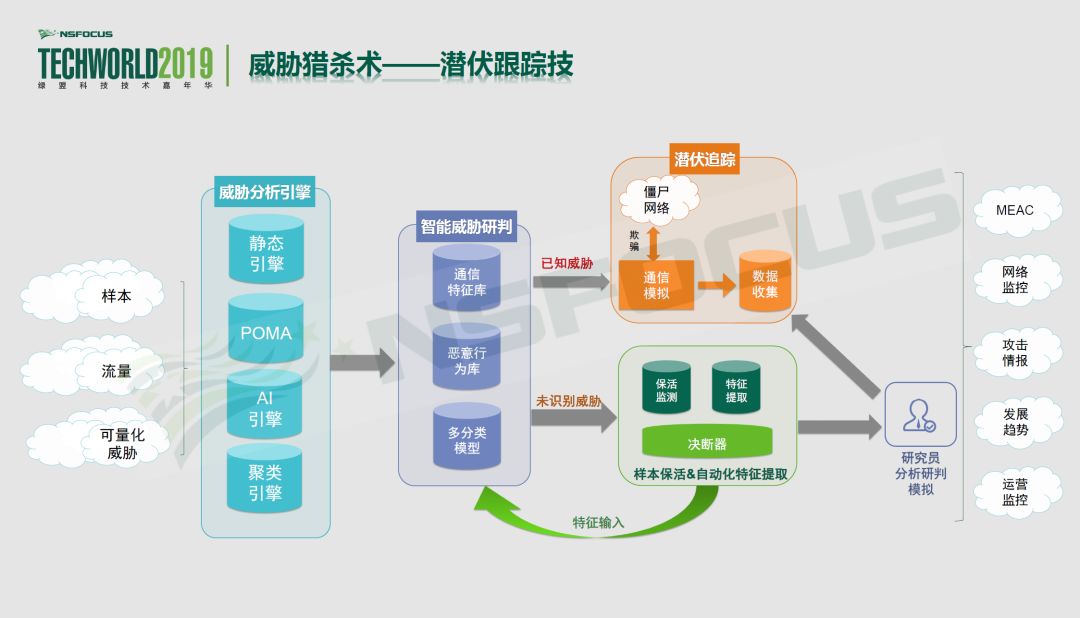 NSFOCUS
TECHWORLD2019
绿盟科技技术嘉年华
威胁猎杀术——潜伏跟踪技
样本
流量
可量化
威胁
威胁分析引擎
静态
引擎
POMA
AI
引擎
聚类
引擎
智能威胁研判
通信
特征库
恶意行
为库
多分类
模型
已知威胁
未识别威胁
潜伏追踪
僵尸
网络
欺
骗
通信
模拟
数据
收集
保活
监测
特征
提取
决断器
样本保活&自动化特征提取
特征输入
研究员
分析研判
模拟
MEAC
网络
监控
攻击
情报
发展
趋势
运营
监控
NSFOCUS